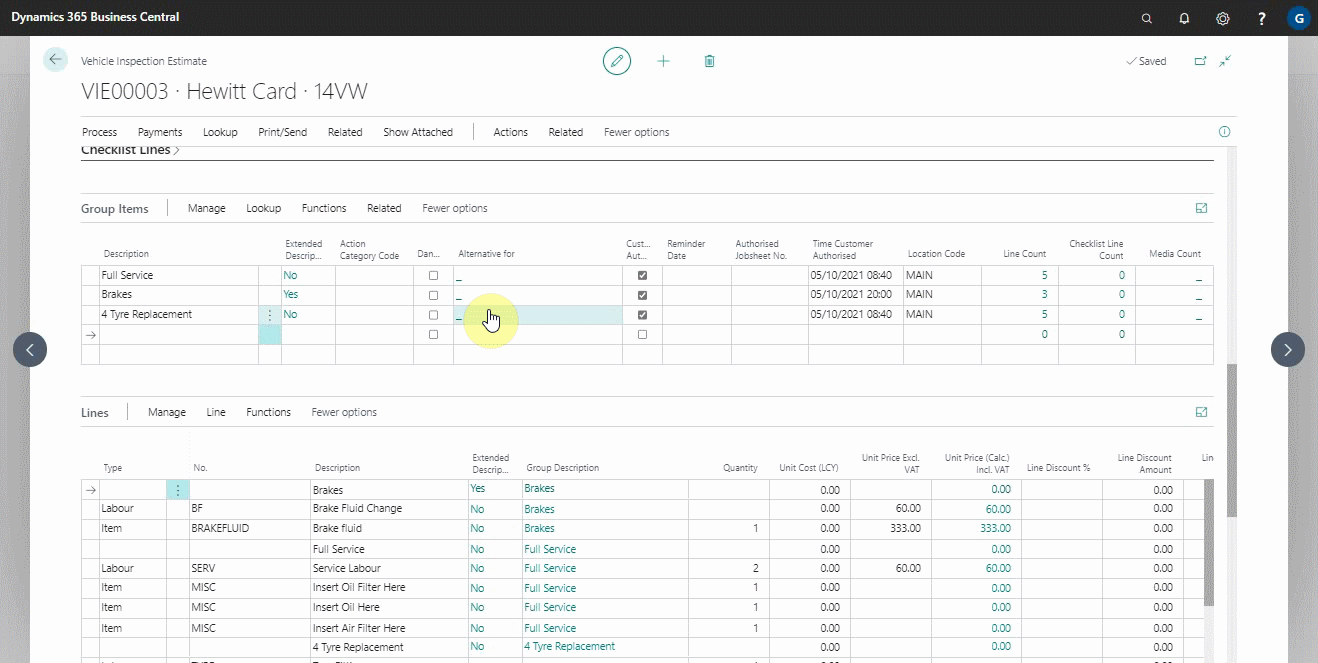 Dynamics 365 Business Central
?
G
Vehicle Inspection Estimate
Saved
VIE00003 · Hewitt Card · 14VW
Process Payments Lookup Print/Send Related Show Attached Actions Related Fewer options
Checklist Lines
Group Items Manage Lookup Functions Related Fewer options
Description Extended Descrip... Action Category Code Dan... Alternative for Cust... Aut... Reminder Date Authorised Jobsheet No. Time Customer Authorised Location Code Line Count Checklist Line Count Media Count
Full Service No _ 05/10/2021 08:40 MAIN 5 0 _
Brakes Yes _ 05/10/2021 20:00 MAIN 3 0 _
4 Tyre Replacement No _ 05/10/2021 08:40 MAIN 5 0 _
0 0
Lines Manage Line Functions Fewer options
Type No. Description Extended Descrip... Group Description Quantity Unit Cost (LCY) Unit Price Excl. VAT Unit Price (Calc.) Incl. VAT Line Discount % Line Discount Amount Lin
Brakes Yes Brakes 0.00 0.00 0.00
Labour BF Brake Fluid Change No Brakes 0.00 60.00 60.00 0.00
Item BRAKEFLUID Brake fluid No Brakes 1 0.00 333.00 333.00 0.00
Full Service No Full Service 0.00 0.00 0.00
Labour SERV Service Labour No Full Service 2 0.00 60.00 60.00 0.00
Item MISC Insert Oil Filter Here No Full Service 1 0.00 0.00 0.00
Item MISC Insert Oil Here No Full Service 1 0.00 0.00 0.00
Item MISC Insert Air Filter Here No Full Service 1 0.00 0.00 0.00
4 Tyre Replacement No 4 Tyre Replacement 0.00 0.00 0.00